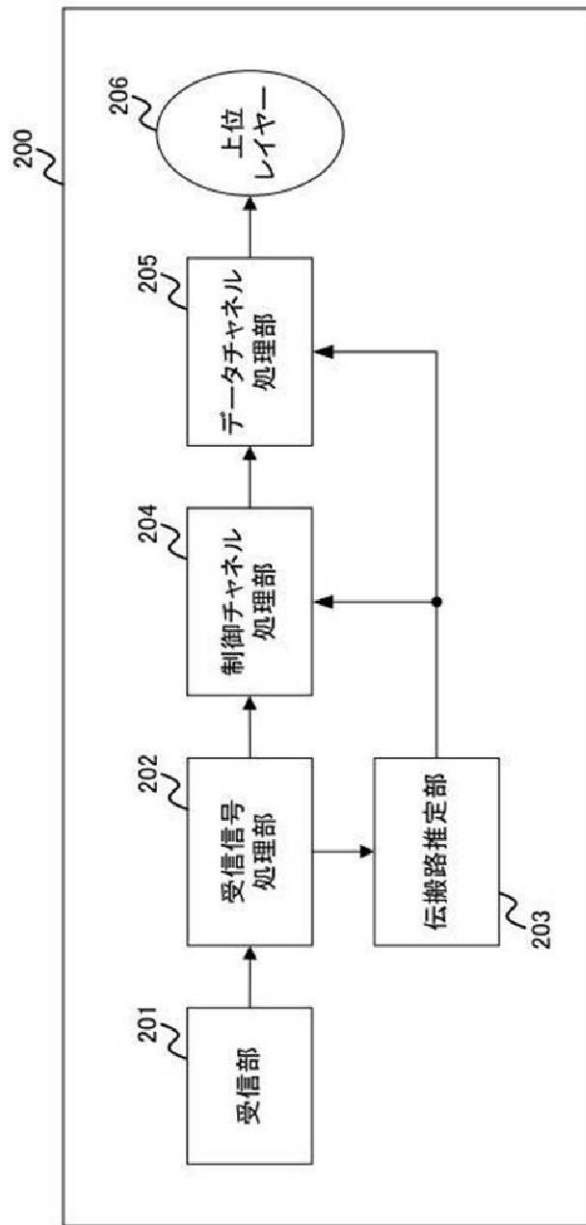 200
201
受信部
202
受信信号
処理部
203
伝搬路推定部
204
制御チャネル
処理部
205
データチャネル
処理部
206
上位
レイヤー